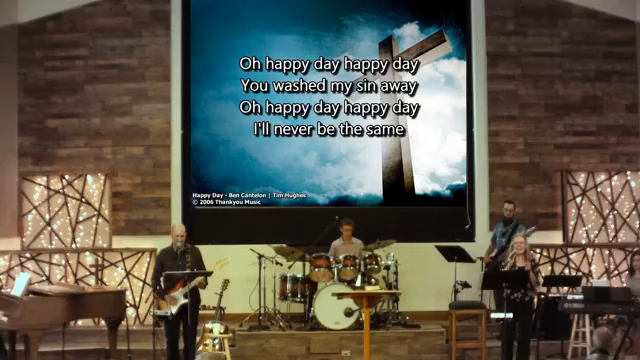 Oh happy day happy day
You washed my sin away
Oh happy day happy day
I'll never be the same
Happy Day - Ben Cantelon | Tim Hughes
© 2006 Thankyou Music